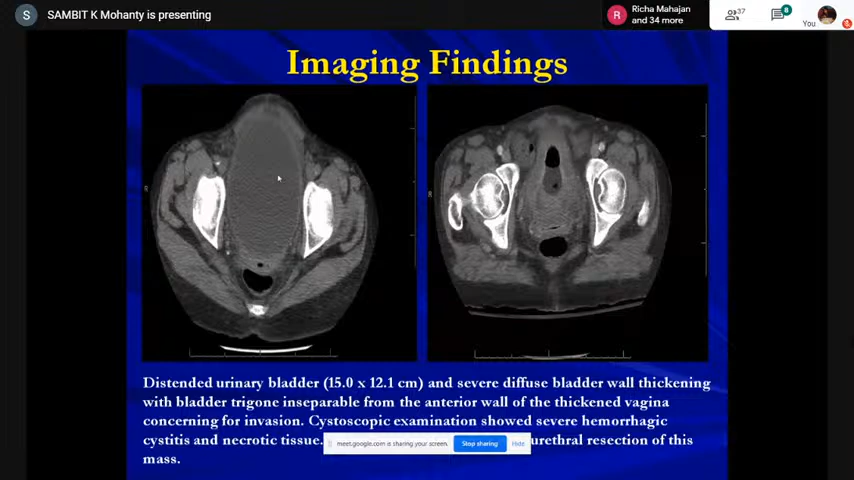 S SAMBIT K Mohanty is presenting
R Richa Mahajan
and 34 more
37
8
You
Imaging Findings
Distended urinary bladder (15.0 x 12.1 cm) and severe diffuse bladder wall thickening
with bladder trigone inseparable from the anterior wall of the thickened vagina
concerning for invasion. Cystoscopic examination showed severe hemorrhagic
cystitis and necrotic tissue. urethral resection of this
mass.
meet.google.com is sharing your screen. Stop sharing Hide